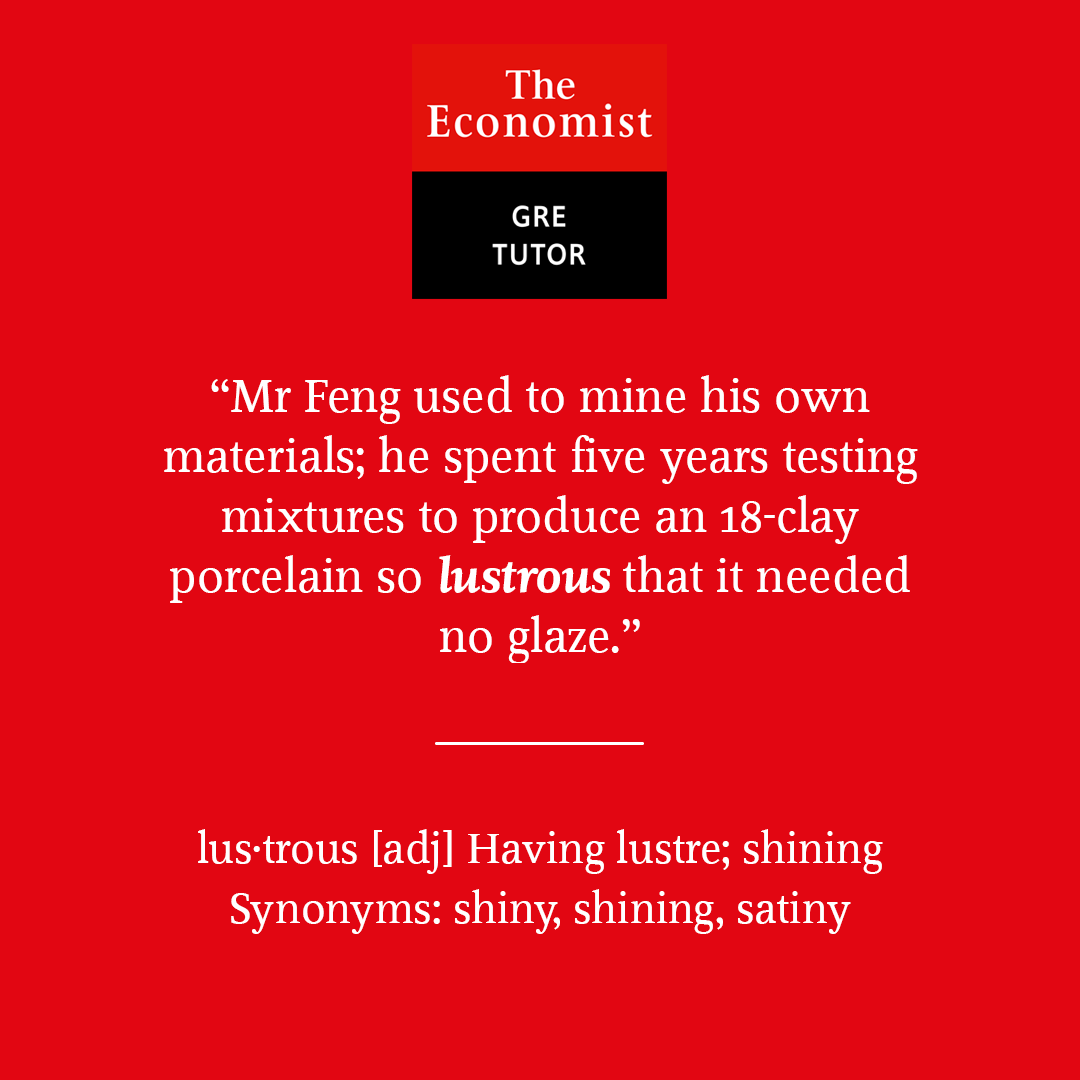 The
Economist
GRE
TUTOR
“Mr Feng used to mine his own
materials; he spent five years testing
mixtures to produce an 18-clay
porcelain so lustrous that it needed
no glaze.”
lus·trous [adj] Having lustre; shining
Synonyms: shiny, shining, satiny